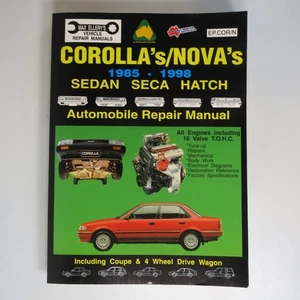 MAX ELLERY'S
VEHICLE
REPAIR MANUALS
EP.COR/N
COROLLA's/NOVA's
1985 - 1998
SEDAN SECA HATCH
Automobile Repair Manual
All Engines including
16 Valve T.O.H.C.
*Tune-up
*Repairs
*Mechanical
*Body Work
*Electrical Diagrams
*Restoration Reference
*Factory Specifications
COROLLA
Including Coupe & 4 Wheel Drive Wagon